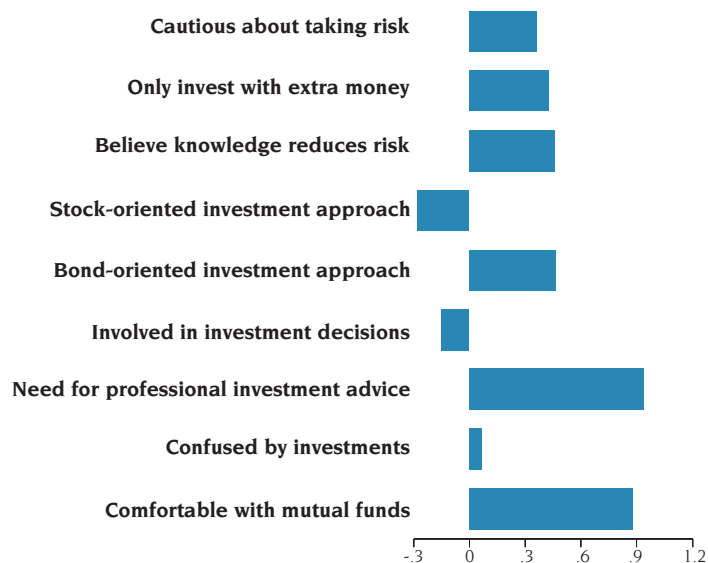 Cautious about taking risk
Only invest with extra money
Believe knowledge reduces risk
Stock-oriented investment approach
Bond-oriented investment approach
Involved in investment decisions
Need for professional investment advice
Confused by investments
Comfortable with mutual funds
-.3 0 .3 .6 .9 1.2